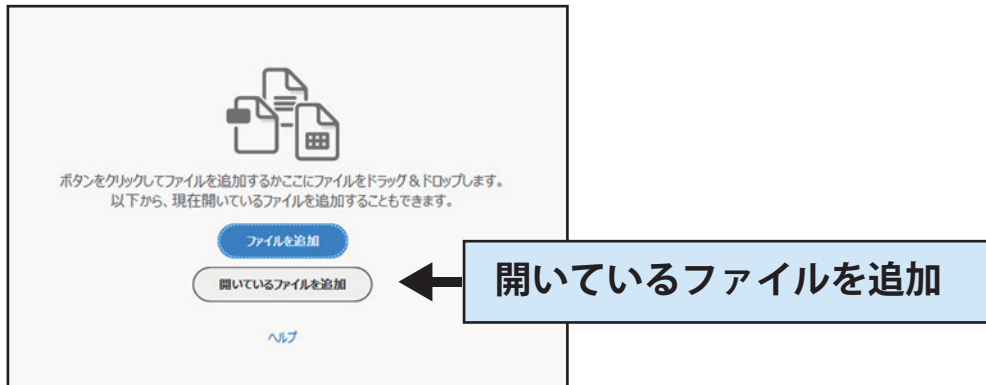 ボタンをクリックしてファイルを追加するかここにファイルをドラッグ＆ドロップします。
以下から、現在開いているファイルを追加することもできます。
ファイルを追加
開いているファイルを追加
開いているファイルを追加
ヘルプ